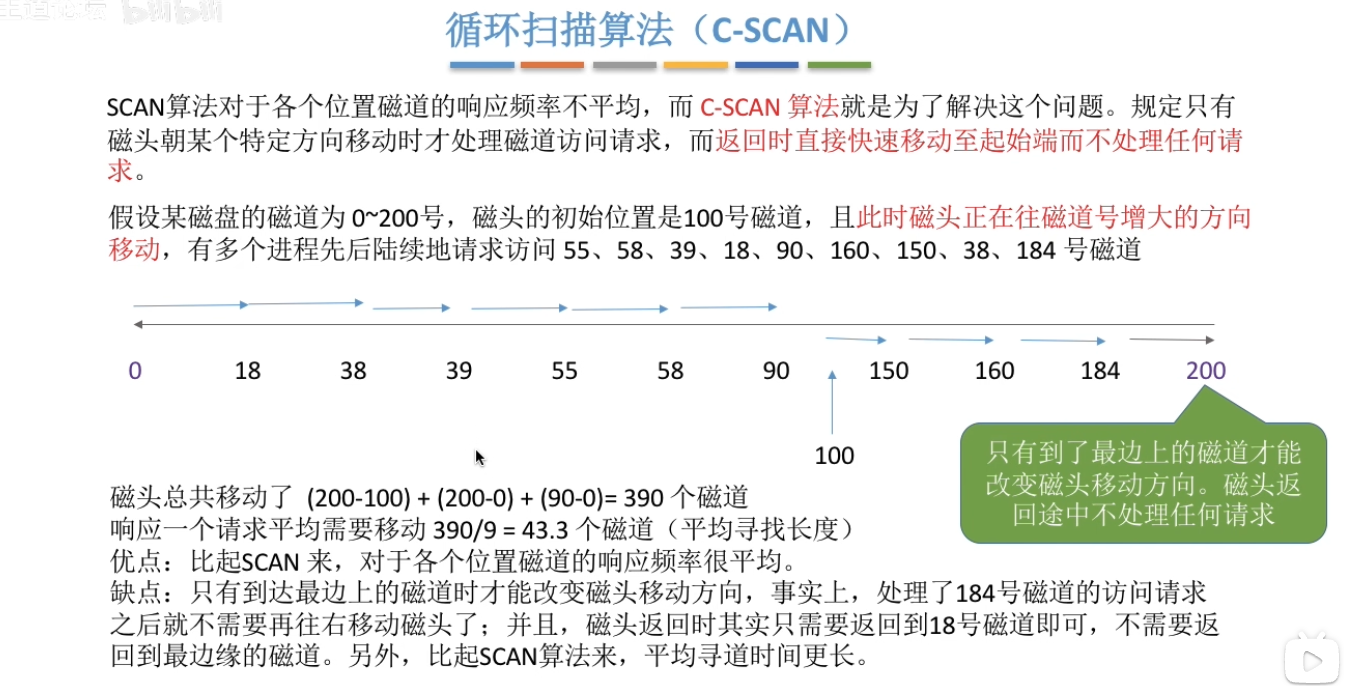 循环扫描算法（C-SCAN）
SCAN算法对于各个位置磁道的响应频率不平均，而 C-SCAN 算法就是为了解决这个问题。规定只有
磁头朝某个特定方向移动时才处理磁道访问请求，而返回时直接快速移动至起始端而不处理任何请
求。
假设某磁盘的磁道为 0~200号，磁头的初始位置是100号磁道，且此时磁头正在往磁道号增大的方向
移动，有多个进程先后陆续地请求访问 55、58、39、18、90、160、150、38、184 号磁道
0 18 38 39 55 58 90 150 160 184 200
100
只有到了最边上的磁道才能
改变磁头移动方向。磁头返
回途中不处理任何请求
磁头总共移动了 (200-100) + (200-0) + (90-0)= 390 个磁道
响应一个请求平均需要移动 390/9 = 43.3 个磁道（平均寻找长度）
优点：比起SCAN 来，对于各个位置磁道的响应频率很平均。
缺点：只有到达最边上的磁道时才能改变磁头移动方向，事实上，处理了184号磁道的访问请求
之后就不需要再往右移动磁头了；并且，磁头返回时其实只需要返回到18号磁道即可，不需要返
回到最边缘的磁道。另外，比起SCAN算法来，平均寻道时间更长。